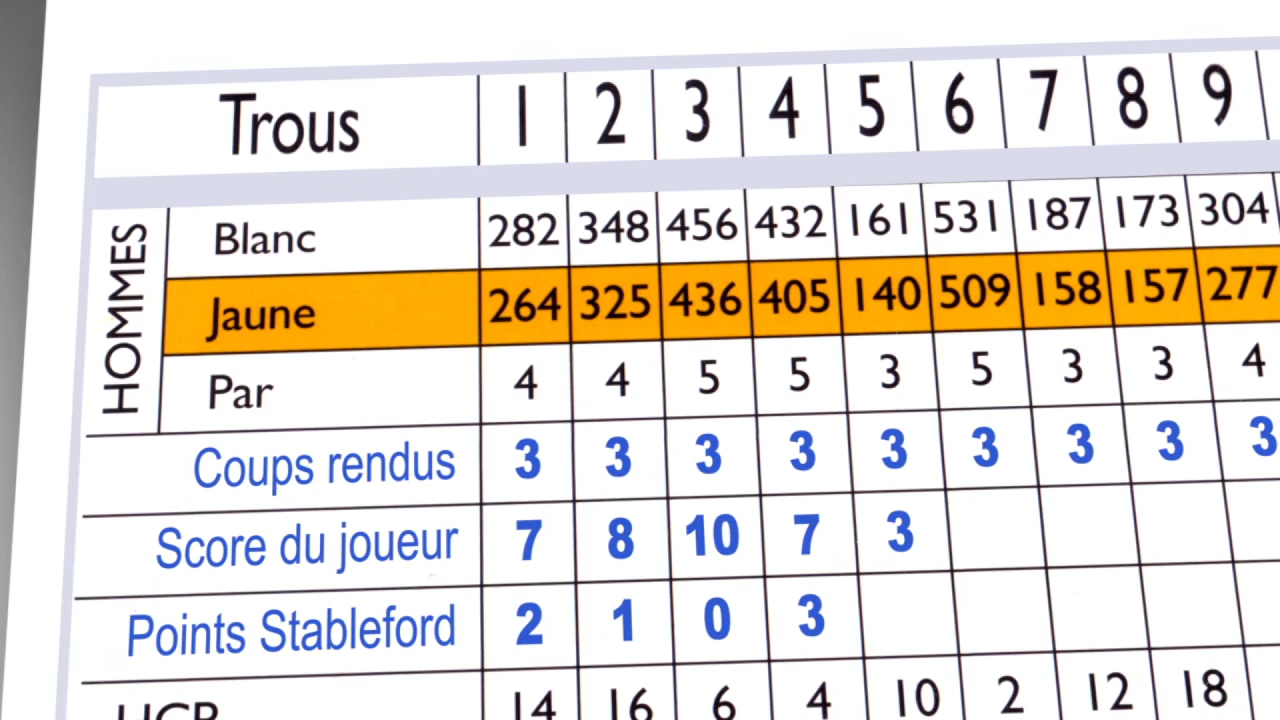 Trous 1 2 3 4 5 6 7 8 9
HOMMES
Blanc 282 348 456 432 161 531 187 173 304
Jaune 264 325 436 405 140 509 158 157 277
Par 4 4 5 5 3 5 3 3 4
Coups rendus 3 3 3 3 3 3 3 3 3
Score du joueur 7 8 10 7 3
Points Stableford 2 1 0 3
HCP 14 16 6 4 10 2 12 18